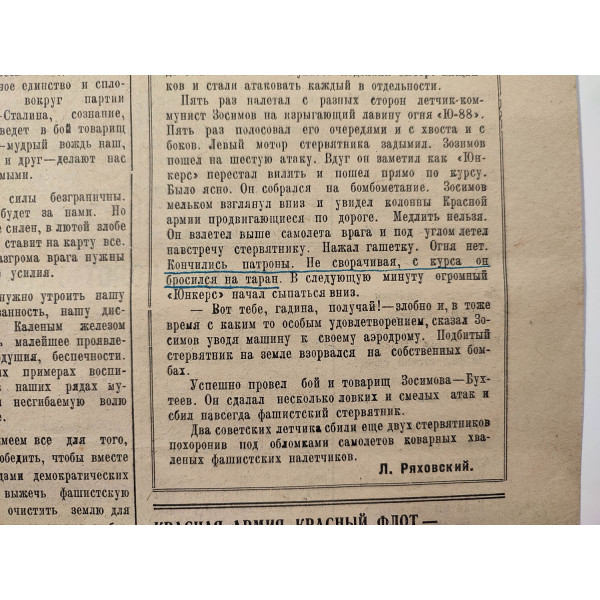 ное единство и спло-
вокруг партии
Сталина, сознание,
ведет в бой товарищ
—мудрый вождь наш,
и друг—делают нас
мыми.
силы безграничны.
будет за нами. Но
силен, в лютой злобе
ставит на карту все.
азгрома врага нужны
усилия.
нужно утроить нашу
ванность, нашу дис-
Каленым железом
малейшее проявле-
одушия, беспечности.
их примерах воспи-
в наших рядах му-
и несгибаемую волю
е.
меем все для того,
обедить, чтобы вместе
дами демократических
выжечь фашистскую
очистить землю для
ков и стали атаковать каждый в отдельности.
Пять раз налетал с разных сторон летчик-ком-
мунист Зосимов на изрыгающий лавину огня «Ю-88».
Пять раз полосовал его очередями и с хвоста и с
боков. Левый мотор стервятника задымил. Зозимов
пошел на шестую атаку. Вдуг он заметил как «Юн-
керс» перестал вилять и пошел прямо по курсу.
Было ясно. Он собрался на бомбометание. Зосимов
мельком взглянул вниз и увидел колонны Красной
армии продвигающиеся по дороге. Медлить нельзя.
Он взлетел выше самолета врага и под углом летел
навстречу стервятнику. Нажал гашетку. Огня нет.
Кончились патроны. Не сворачивая, с курса он
бросился на таран. В следующую минуту огромный
«Юнкерс» начал сыпаться вниз.
— Вот тебе, гадина, получай!—злобно и, в тоже
время с каким то особым удовлетворением, сказал Зо-
симов уводя машину к своему аэродрому. Подбитый
стервятник на земле взорвался на собственных бом-
бах.
Успешно провел бой и товарищ Зосимова—Бух-
теев. Он сдалал несколько ловких и смелых атак и
сбил навсегда фашистский стервятник.
Два советских летчика сбили еще двух стервятников
похоронив под обломками самолетов коварных хва-
леных фашистских налетчиков.
Л. Ряховский.
КРАСНАЯ АРМИЯ, КРАСНЫЙ ФЛОТ—